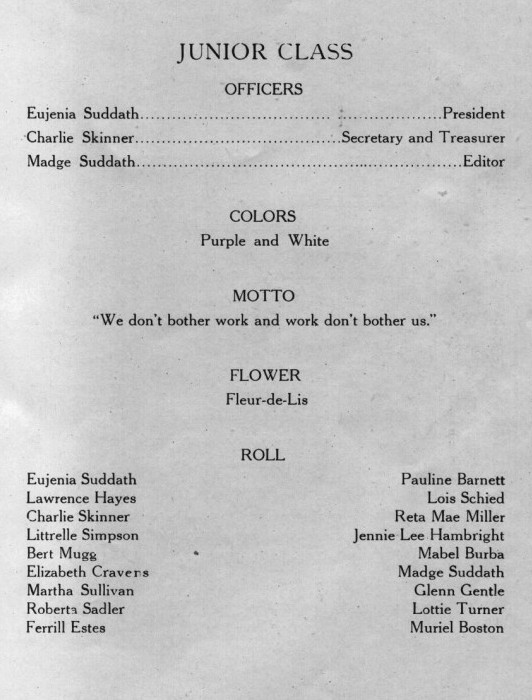 JUNIOR CLASS
OFFICERS
Eujenia Suddath................................ ...................President
Charlie Skinner..................................Secretary and Treasurer
Madge Suddath.........................................................Editor
COLORS
Purple and White
MOTTO
“We don't bother work and work don't bother us.”
FLOWER
Fleur-de-Lis
ROLL
Eujenia Suddath Pauline Barnett
Lawrence Hayes Lois Schied
Charlie Skinner Reta Mae Miller
Littrelle Simpson Jennie Lee Hambright
Bert Mugg Mabel Burba
Elizabeth Cravens Madge Suddath
Martha Sullivan Glenn Gentle
Roberta Sadler Lottie Turner
Ferrill Estes Muriel Boston